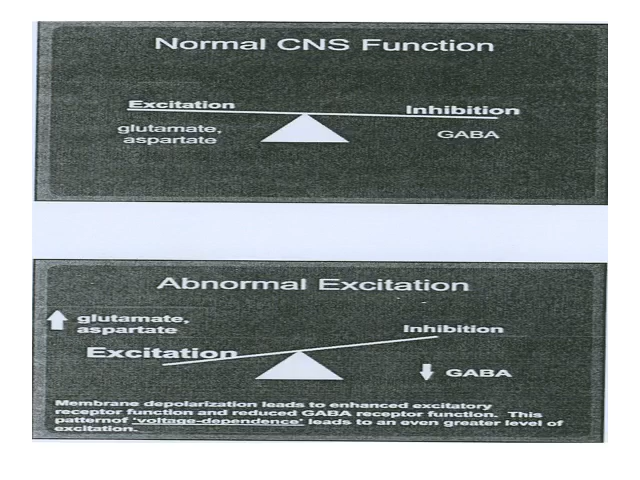 Normal CNS Function
Excitation
Inhibition
glutamate,
aspartate
GABA
Abnormal Excitation
glutamate,
aspartate
Inhibition
Excitation
GABA
Membrane depolarization leads to enhanced excitatory
receptor function and reduced GABA receptor function. This
patternof 'voltage-dependence' leads to an even greater level of
excitation.